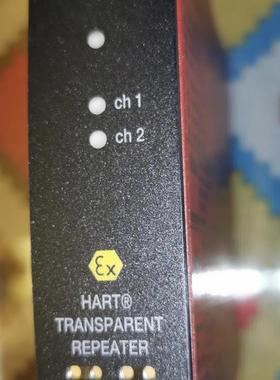 ch 1
ch 2
Ex
HART®
TRANSPARENT
REPEATER